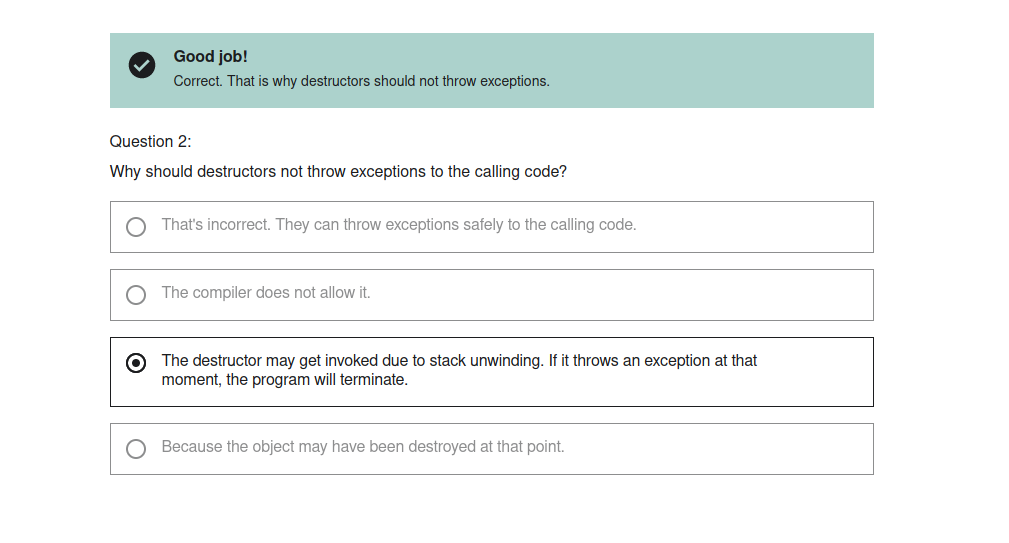 Good job!
Correct. That is why destructors should not throw exceptions.
Question 2:
Why should destructors not throw exceptions to the calling code?
That's incorrect. They can throw exceptions safely to the calling code.
The compiler does not allow it.
The destructor may get invoked due to stack unwinding. If it throws an exception at that
moment, the program will terminate.
Because the object may have been destroyed at that point.